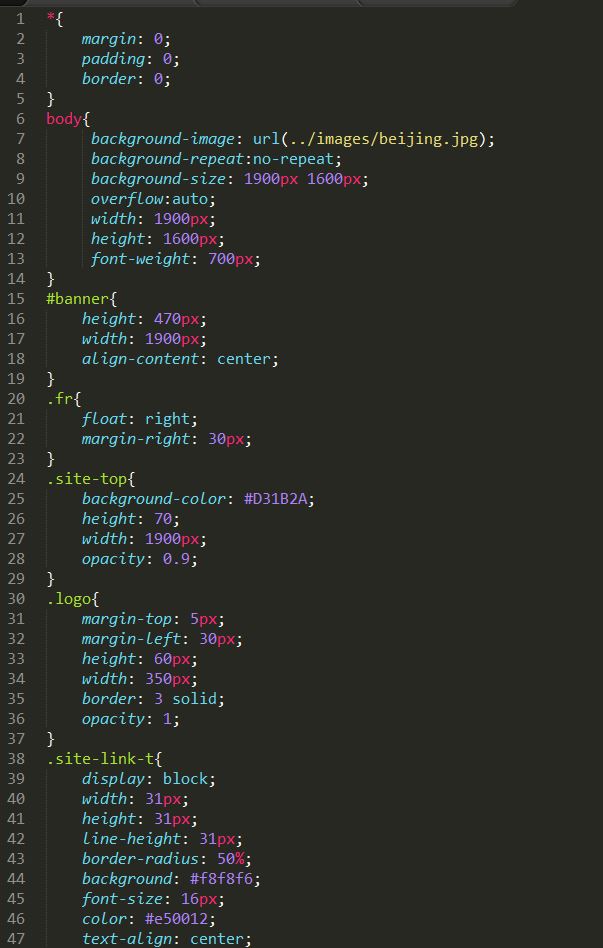 1 *{
2 margin: 0;
3 padding: 0;
4 border: 0;
5 }
6 body{
7 background-image: url(../images/beijing.jpg);
8 background-repeat:no-repeat;
9 background-size: 1900px 1600px;
10 overflow:auto;
11 width: 1900px;
12 height: 1600px;
13 font-weight: 700px;
14 }
15 #banner{
16 height: 470px;
17 width: 1900px;
18 align-content: center;
19 }
20 .fr{
21 float: right;
22 margin-right: 30px;
23 }
24 .site-top{
25 background-color: #D31B2A;
26 height: 70;
27 width: 1900px;
28 opacity: 0.9;
29 }
30 .logo{
31 margin-top: 5px;
32 margin-left: 30px;
33 height: 60px;
34 width: 350px;
35 border: 3 solid;
36 opacity: 1;
37 }
38 .site-link-t{
39 display: block;
40 width: 31px;
41 height: 31px;
42 line-height: 31px;
43 border-radius: 50%;
44 background: #f8f8f6;
45 font-size: 16px;
46 color: #e50012;
47 text-align: center;